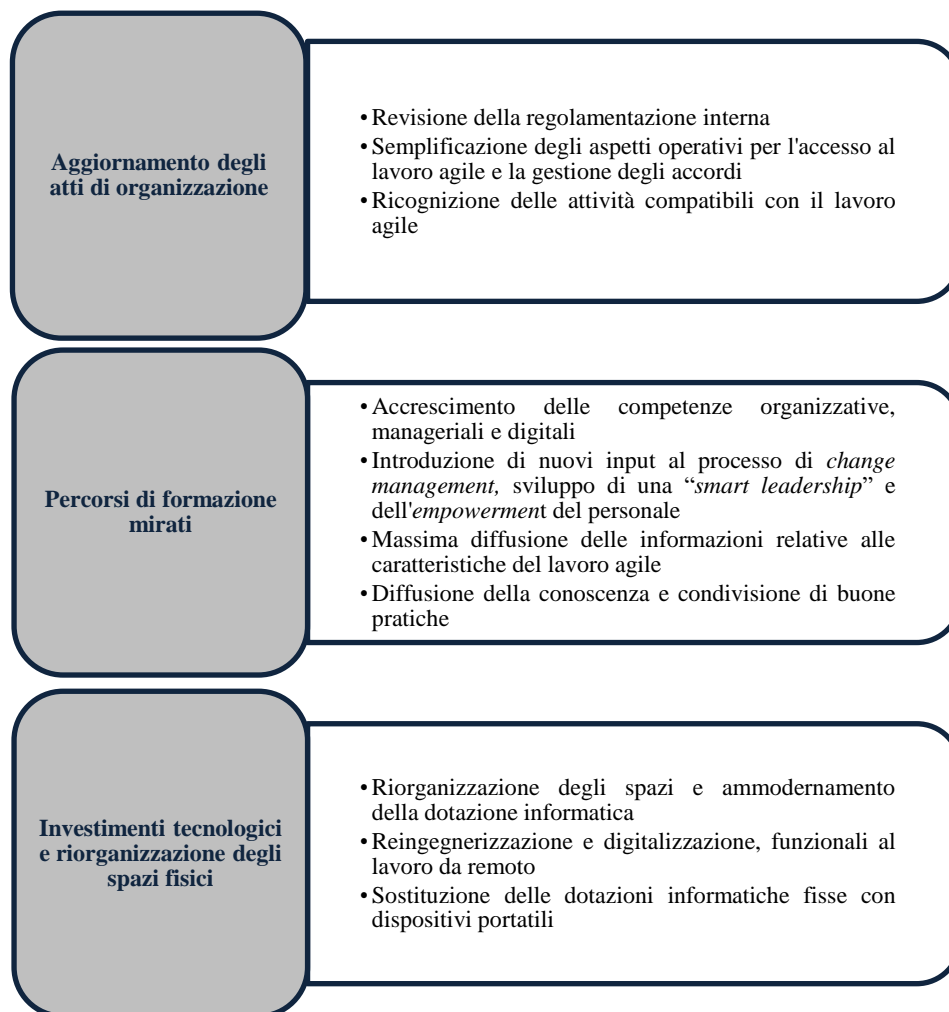 Aggiornamento degli
atti di organizzazione
• Revisione della regolamentazione interna
• Semplificazione degli aspetti operativi per l'accesso al
lavoro agile e la gestione degli accordi
• Ricognizione delle attività compatibili con il lavoro
agile
Percorsi di formazione
mirati
• Accrescimento delle competenze organizzative,
manageriali e digitali
• Introduzione di nuovi input al processo di change
management, sviluppo di una “smart leadership” e
dell'empowerment del personale
• Massima diffusione delle informazioni relative alle
caratteristiche del lavoro agile
• Diffusione della conoscenza e condivisione di buone
pratiche
Investimenti tecnologici
e riorganizzazione degli
spazi fisici
• Riorganizzazione degli spazi e ammodernamento
della dotazione informatica
• Reingegnerizzazione e digitalizzazione, funzionali al
lavoro da remoto
• Sostituzione delle dotazioni informatiche fisse con
dispositivi portatili